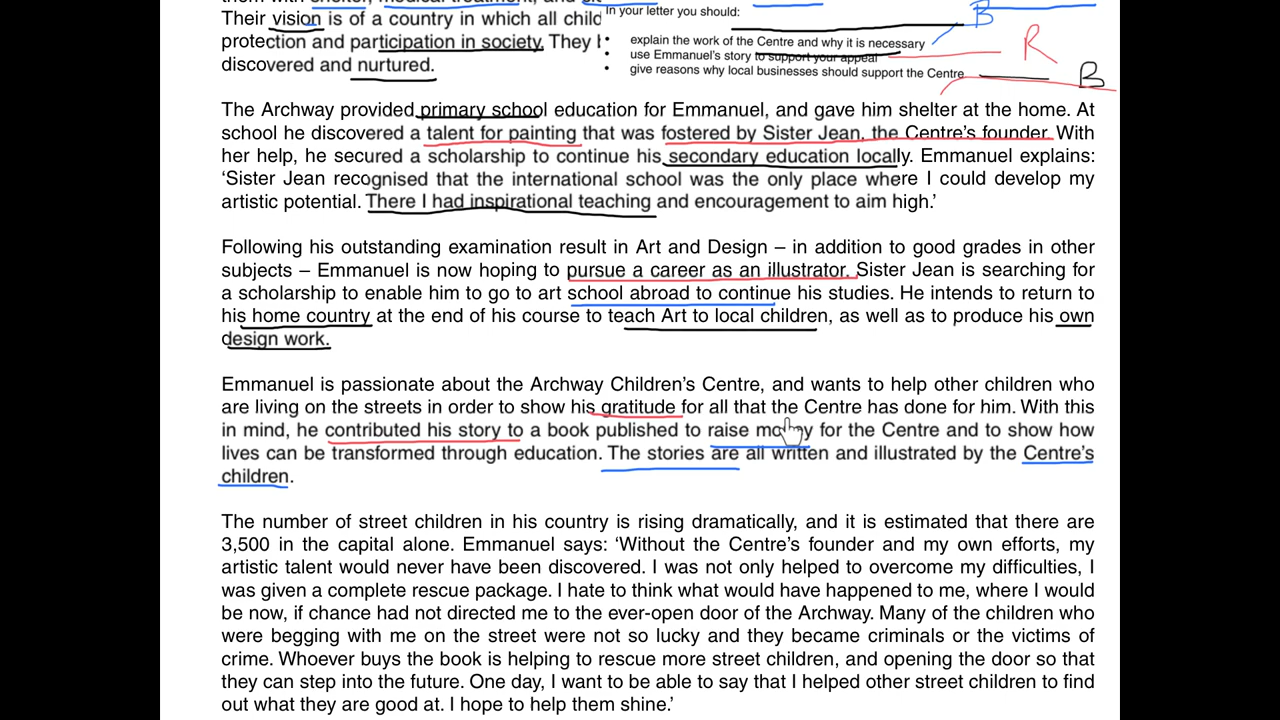 them with shelter, medical treatment, and
Their vision is of a country in which all child
protection and participation in society. They
discovered and nurtured.
In your letter you should:
• explain the work of the Centre and why it is necessary
use Emmanuel's story to support your appeal
• give reasons why local businesses should support the Centre
B
R
B
The Archway provided primary school education for Emmanuel, and gave him shelter at the home. At
school he discovered a talent for painting that was fostered by Sister Jean, the Centre's founder. With
her help, he secured a scholarship to continue his secondary education locally. Emmanuel explains:
‘Sister Jean recognised that the international school was the only place where I could develop my
artistic potential. There I had inspirational teaching and encouragement to aim high.’
Following his outstanding examination result in Art and Design – in addition to good grades in other
subjects – Emmanuel is now hoping to pursue a career as an illustrator. Sister Jean is searching for
a scholarship to enable him to go to art school abroad to continue his studies. He intends to return to
his home country at the end of his course to teach Art to local children, as well as to produce his own
design work.
Emmanuel is passionate about the Archway Children's Centre, and wants to help other children who
are living on the streets in order to show his gratitude for all that the Centre has done for him. With this
in mind, he contributed his story to a book published to raise money for the Centre and to show how
lives can be transformed through education. The stories are all written and illustrated by the Centre's
children.
The number of street children in his country is rising dramatically, and it is estimated that there are
3,500 in the capital alone. Emmanuel says: ‘Without the Centre's founder and my own efforts, my
artistic talent would never have been discovered. I was not only helped to overcome my difficulties, I
was given a complete rescue package. I hate to think what would have happened to me, where I would
be now, if chance had not directed me to the ever-open door of the Archway. Many of the children who
were begging with me on the street were not so lucky and they became criminals or the victims of
crime. Whoever buys the book is helping to rescue more street children, and opening the door so that
they can step into the future. One day, I want to be able to say that I helped other street children to find
out what they are good at. I hope to help them shine.’